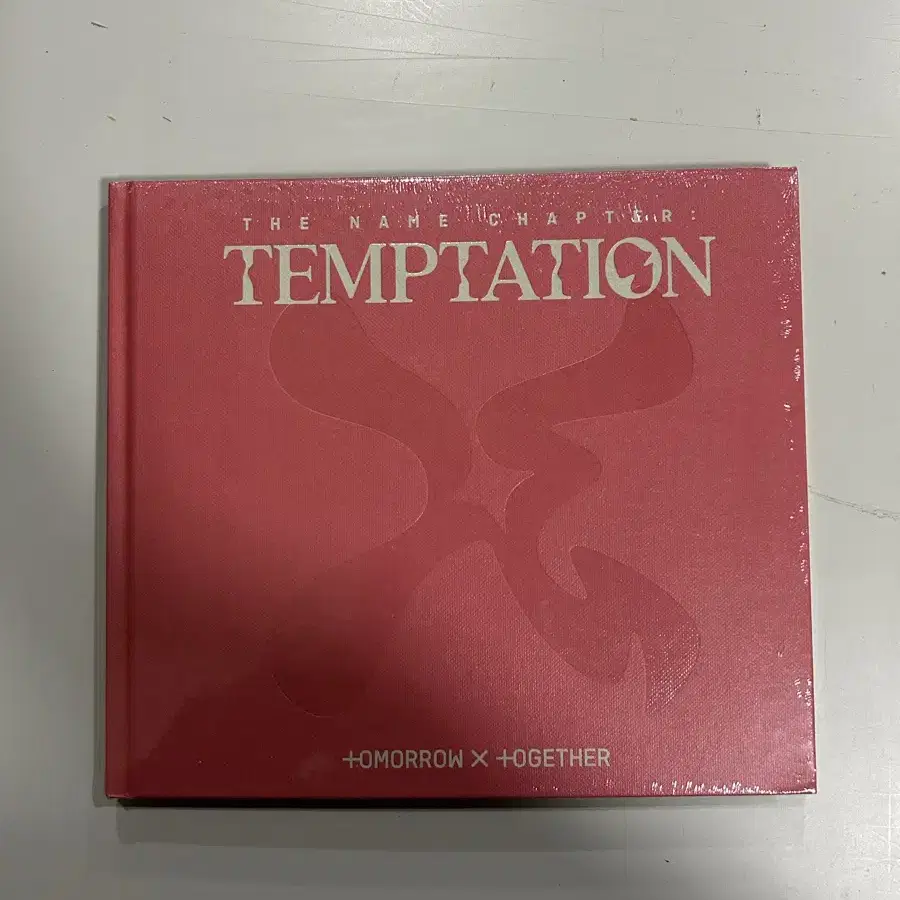 THE NAME CHAPTER:
TEMPTATION
TOMORROW X TOGETHER